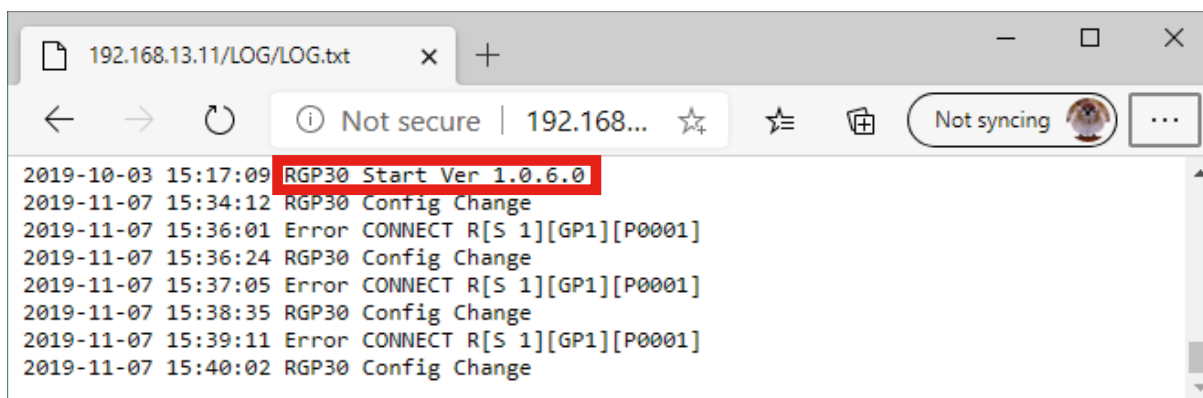 192.168.13.11/LOG/LOG.txt
Not secure 192.168... Not syncing
2019-10-03 15:17:09 RGP30 Start Ver 1.0.6.0
2019-11-07 15:34:12 RGP30 Config Change
2019-11-07 15:36:01 Error CONNECT R[S 1][GP1][P0001]
2019-11-07 15:36:24 RGP30 Config Change
2019-11-07 15:37:05 Error CONNECT R[S 1][GP1][P0001]
2019-11-07 15:38:35 RGP30 Config Change
2019-11-07 15:39:11 Error CONNECT R[S 1][GP1][P0001]
2019-11-07 15:40:02 RGP30 Config Change